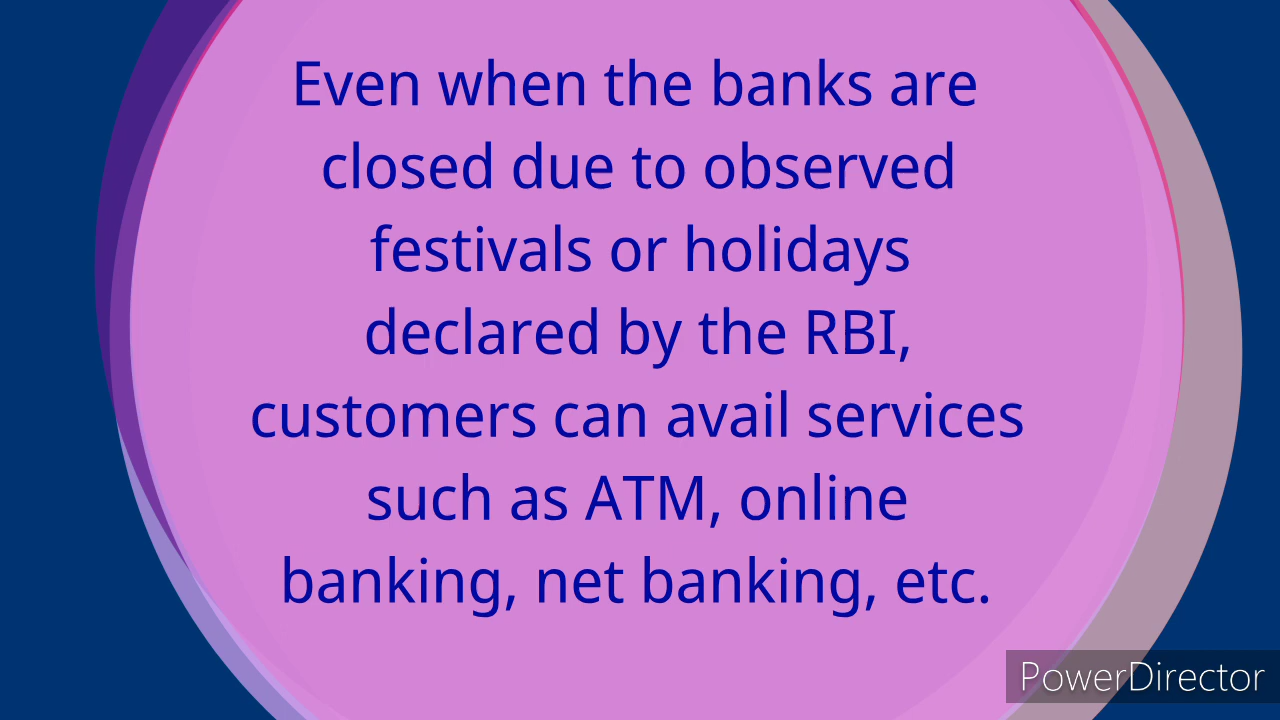 Even when the banks are
closed due to observed
festivals or holidays
declared by the RBI,
customers can avail services
such as ATM, online
banking, net banking, etc.
PowerDirector